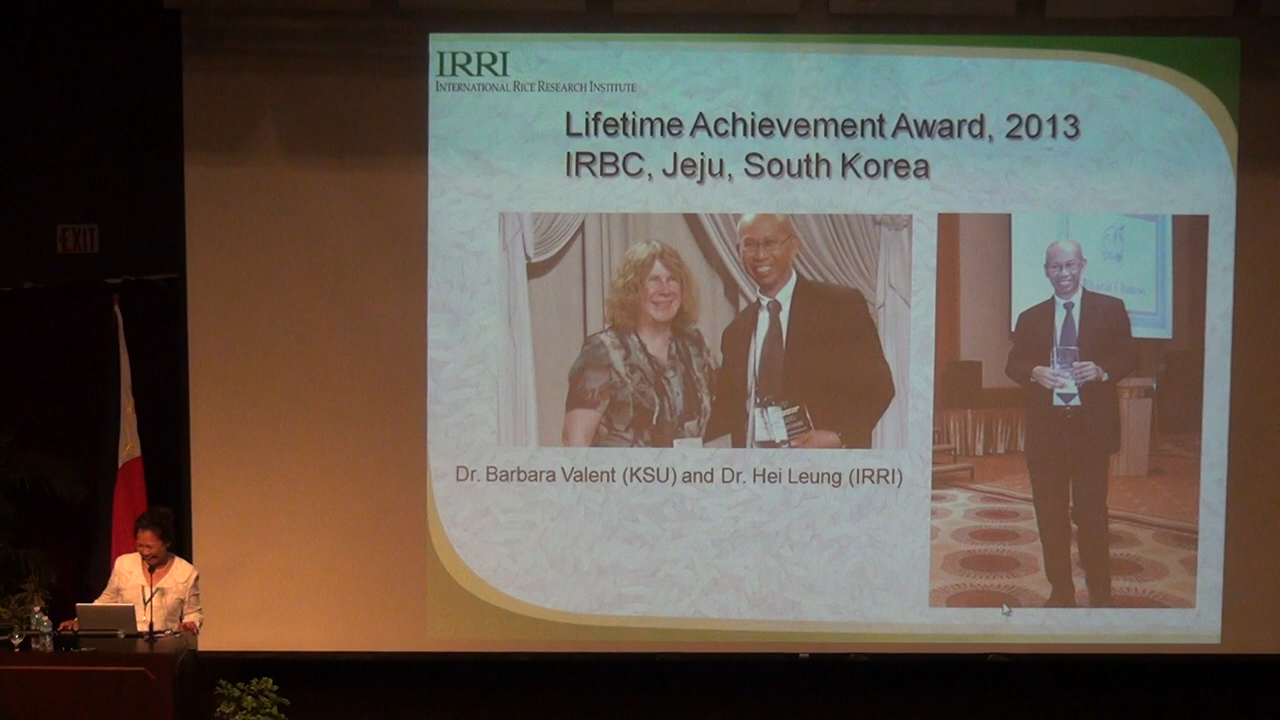 IRRI
INTERNATIONAL RICE RESEARCH INSTITUTE
Lifetime Achievement Award, 2013
IRBC, Jeju, South Korea
Dr. Barbara Valent (KSU) and Dr. Hei Leung (IRRI)
EXIT